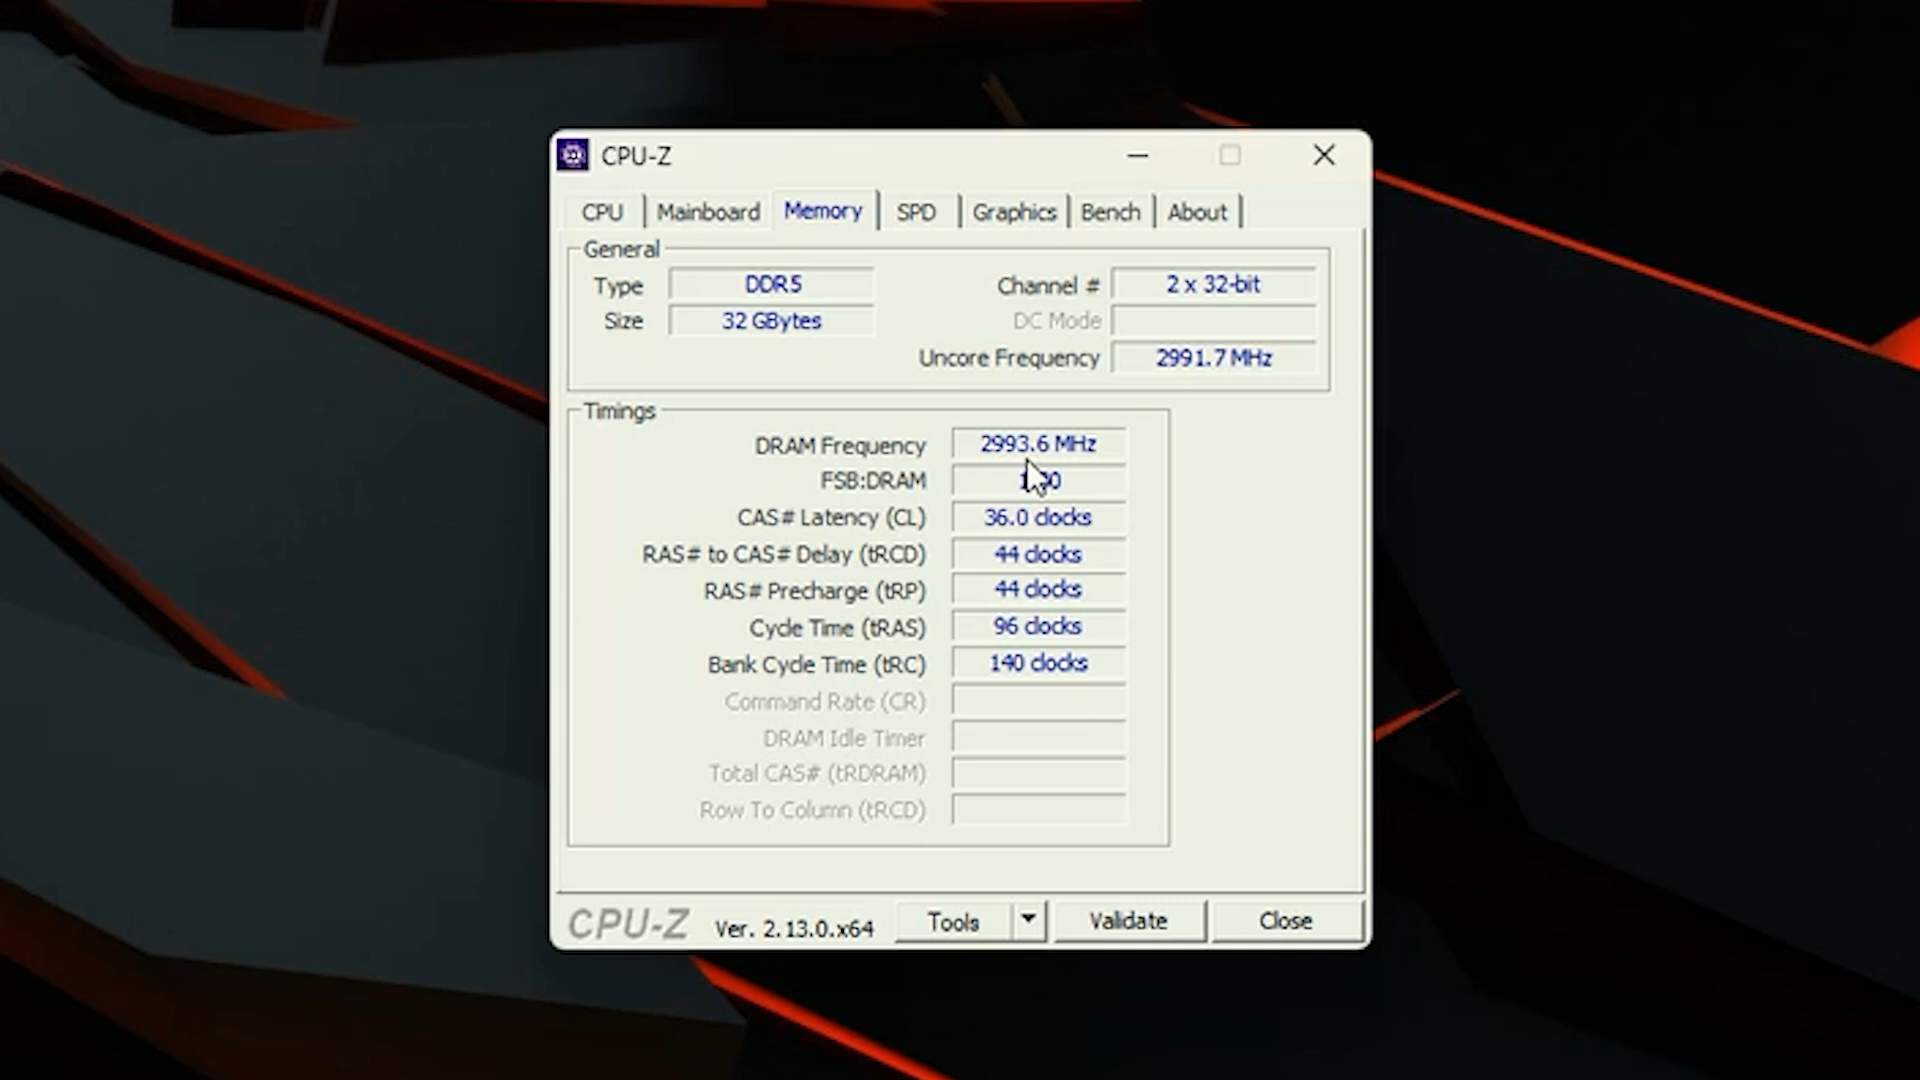 CPU-Z
CPU Mainboard Memory SPD Graphics Bench About
General
Type DDR5 Channel # 2 x 32-bit
Size 32 GBytes DC Mode
Uncore Frequency 2991.7 MHz
Timings
DRAM Frequency 2993.6 MHz
FSB:DRAM
CAS# Latency (CL) 36.0 clocks
RAS# to CAS# Delay (tRCD) 44 clocks
RAS# Precharge (tRP) 44 clocks
Cycle Time (tRAS) 96 clocks
Bank Cycle Time (tRC) 140 clocks
Command Rate (CR)
DRAM Idle Timer
Total CAS# (tRDRAM)
Row To Column (tRCD)
CPU-Z Ver. 2.13.0.x64 Tools Validate Close